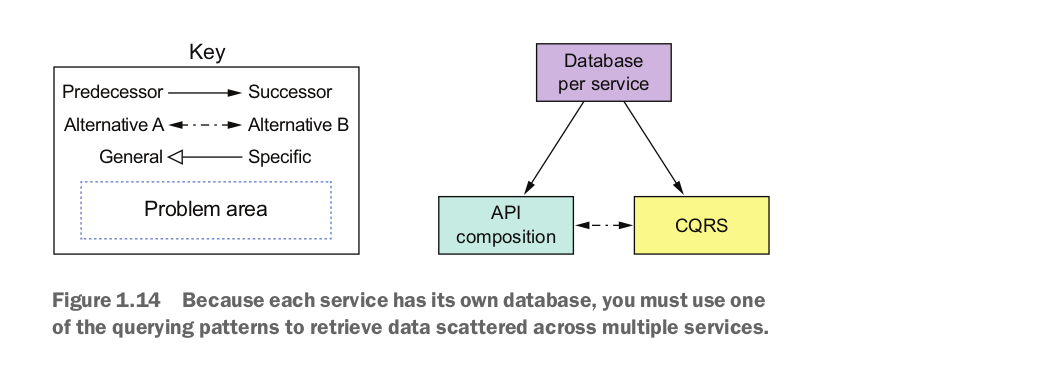 Key
Predecessor Successor
Alternative A Alternative B
General Specific
Problem area
Database
per service
API
composition
CQRS
Figure 1.14 Because each service has its own database, you must use one
of the querying patterns to retrieve data scattered across multiple services.